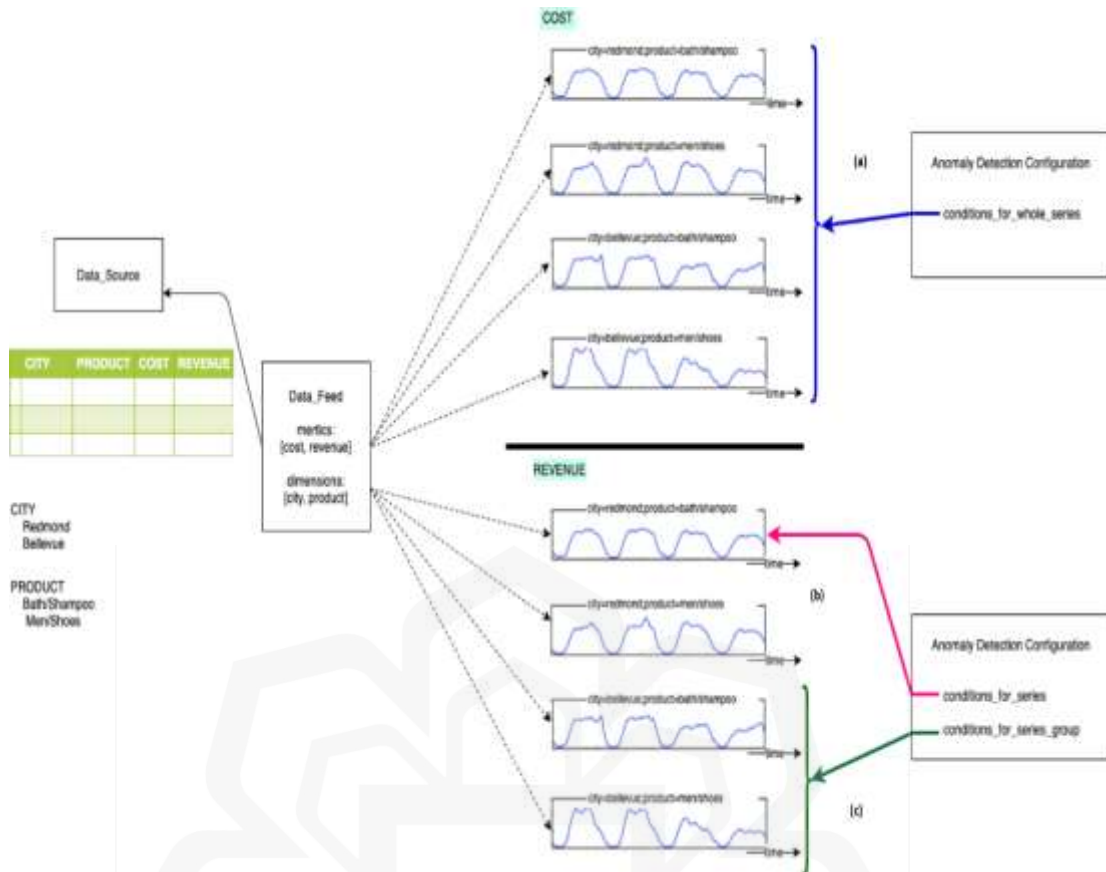 COST
city=redmond;product=bath/shampoo
time
city=redmond;product=men/shoes
time
city=bellevue;product=bath/shampoo
time
city=bellevue;product=men/shoes
time
(a)
Anomaly Detection Configuration
conditions_for_whole_series
Data_Source
CITY PRODUCT COST REVENUE
Data_Feed
mertics:
[cost, revenue]
dimensions:
[city, product]
CITY
Redmond
Bellevue
PRODUCT
Bath/Shampoo
Men/Shoes
REVENUE
city=redmond;product=bath/shampoo
time
city=redmond;product=men/shoes
time
city=bellevue;product=bath/shampoo
time
city=bellevue;product=men/shoes
time
(b)
Anomaly Detection Configuration
conditions_for_series
conditions_for_series_group
(c)